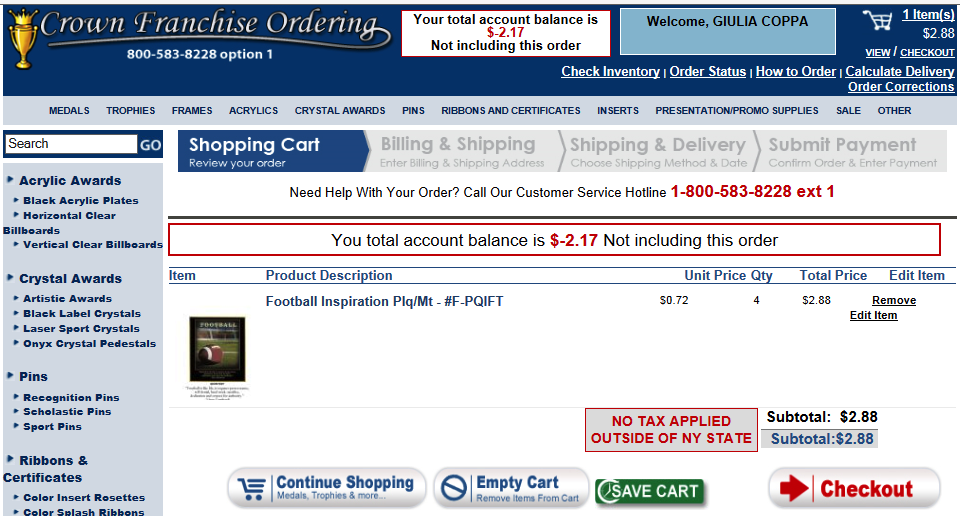 Crown Franchise Ordering
800-583-8228 option 1
Your total account balance is
$-2.17
Not including this order
Welcome, GIULIA COPPA
1 Item(s)
$2.88
VIEW / CHECKOUT
Check Inventory | Order Status | How to Order | Calculate Delivery
Order Corrections
MEDALS TROPHIES FRAMES ACRYLICS CRYSTAL AWARDS PINS RIBBONS AND CERTIFICATES INSERTS PRESENTATION/PROMO SUPPLIES SALE OTHER
Search GO
Acrylic Awards
Black Acrylic Plates
Horizontal Clear
Billboards
Vertical Clear Billboards
Crystal Awards
Artistic Awards
Black Label Crystals
Laser Sport Crystals
Onyx Crystal Pedestals
Pins
Recognition Pins
Scholastic Pins
Sport Pins
Ribbons &
Certificates
Color Insert Rosettes
Color Splash Ribbons
Shopping Cart
Review your order
Billing & Shipping
Enter Billing & Shipping Address
Shipping & Delivery
Choose Shipping Method & Date
Submit Payment
Confirm Order & Enter Payment
Need Help With Your Order? Call Our Customer Service Hotline 1-800-583-8228 ext 1
You total account balance is $-2.17 Not including this order
Item Product Description Unit Price Qty Total Price Edit Item
Football Inspiration Plq/Mt - #F-PQIFT $0.72 4 $2.88 Remove
Edit Item
FOOTBALL
NO TAX APPLIED
OUTSIDE OF NY STATE
Subtotal: $2.88
Subtotal:$2.88
Continue Shopping
Medals, Trophies & more...
Empty Cart
Remove Items From Cart
SAVE CART
Checkout